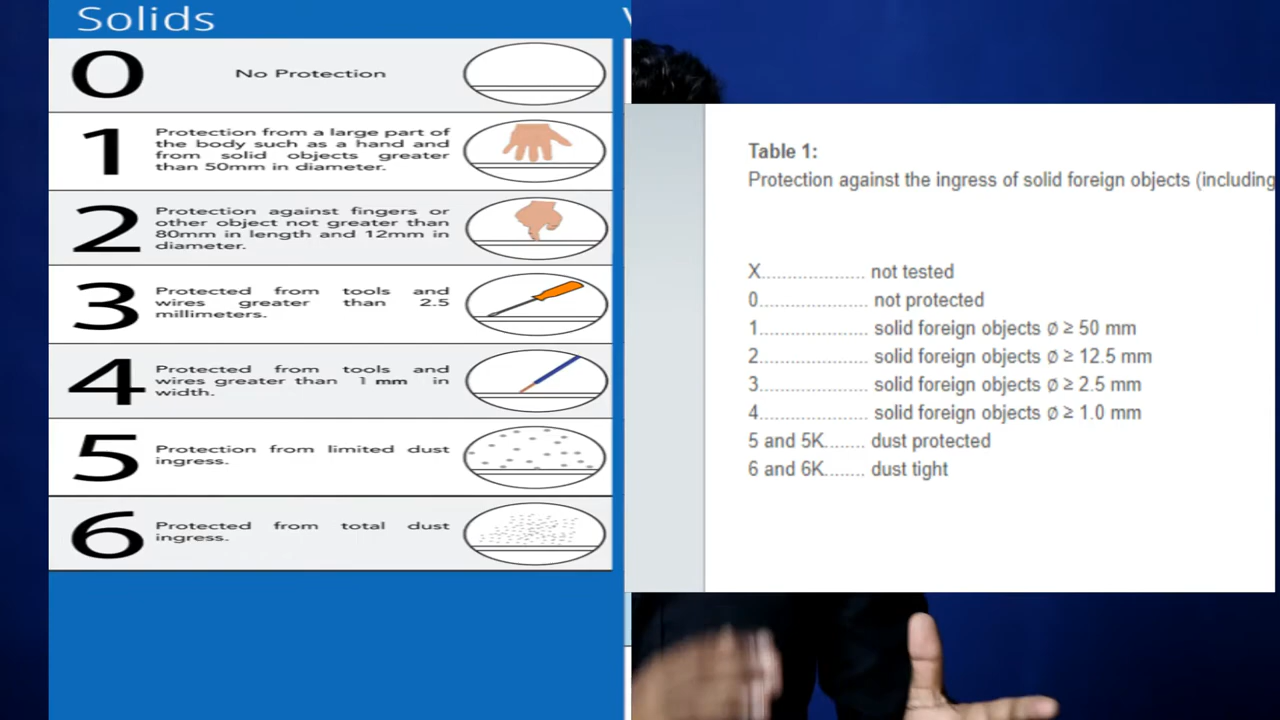 Solids
0
No Protection
1
Protection from a large part of
the body such as a hand and
from solid objects greater
than 50mm in diameter.
2
Protection against fingers or
other object not greater than
80mm in length and 12mm in
diameter.
3
Protected from tools and
wires greater than 2.5
millimeters.
4
Protected from tools and
wires greater than 1 mm in
width.
5
Protection from limited dust
ingress.
6
Protected from total dust
ingress.
Table 1:
Protection against the ingress of solid foreign objects (including
X.................... not tested
0..................... not protected
1..................... solid foreign objects ø ≥ 50 mm
2..................... solid foreign objects ø ≥ 12.5 mm
3..................... solid foreign objects ø ≥ 2.5 mm
4..................... solid foreign objects ø ≥ 1.0 mm
5 and 5K........ dust protected
6 and 6K........ dust tight